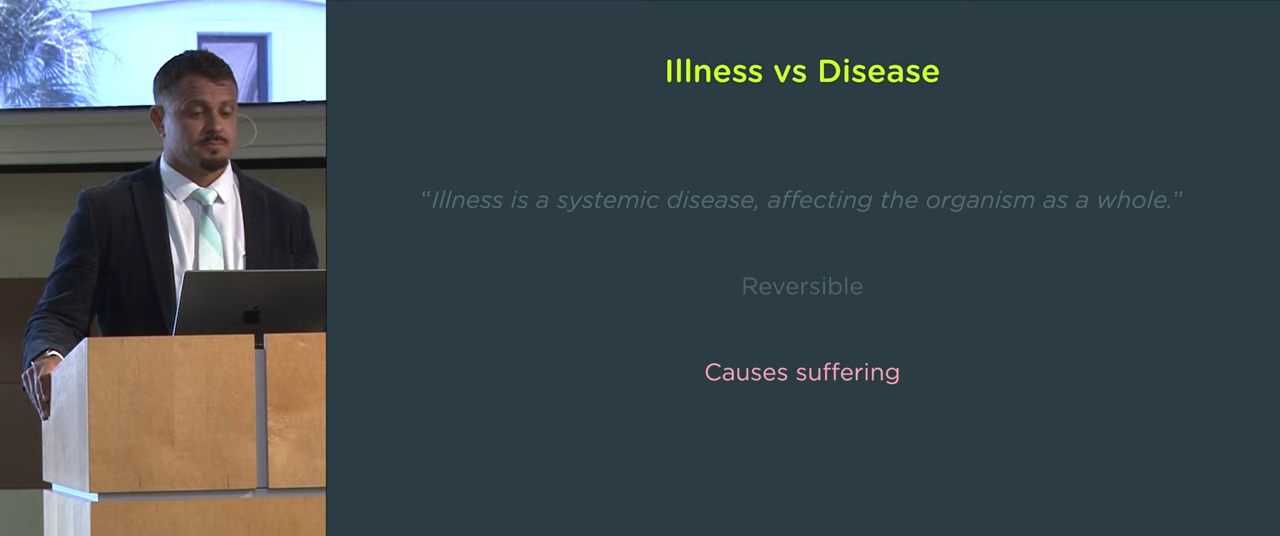 Illness vs Disease
“Illness is a systemic disease, affecting the organism as a whole.”
Reversible
Causes suffering